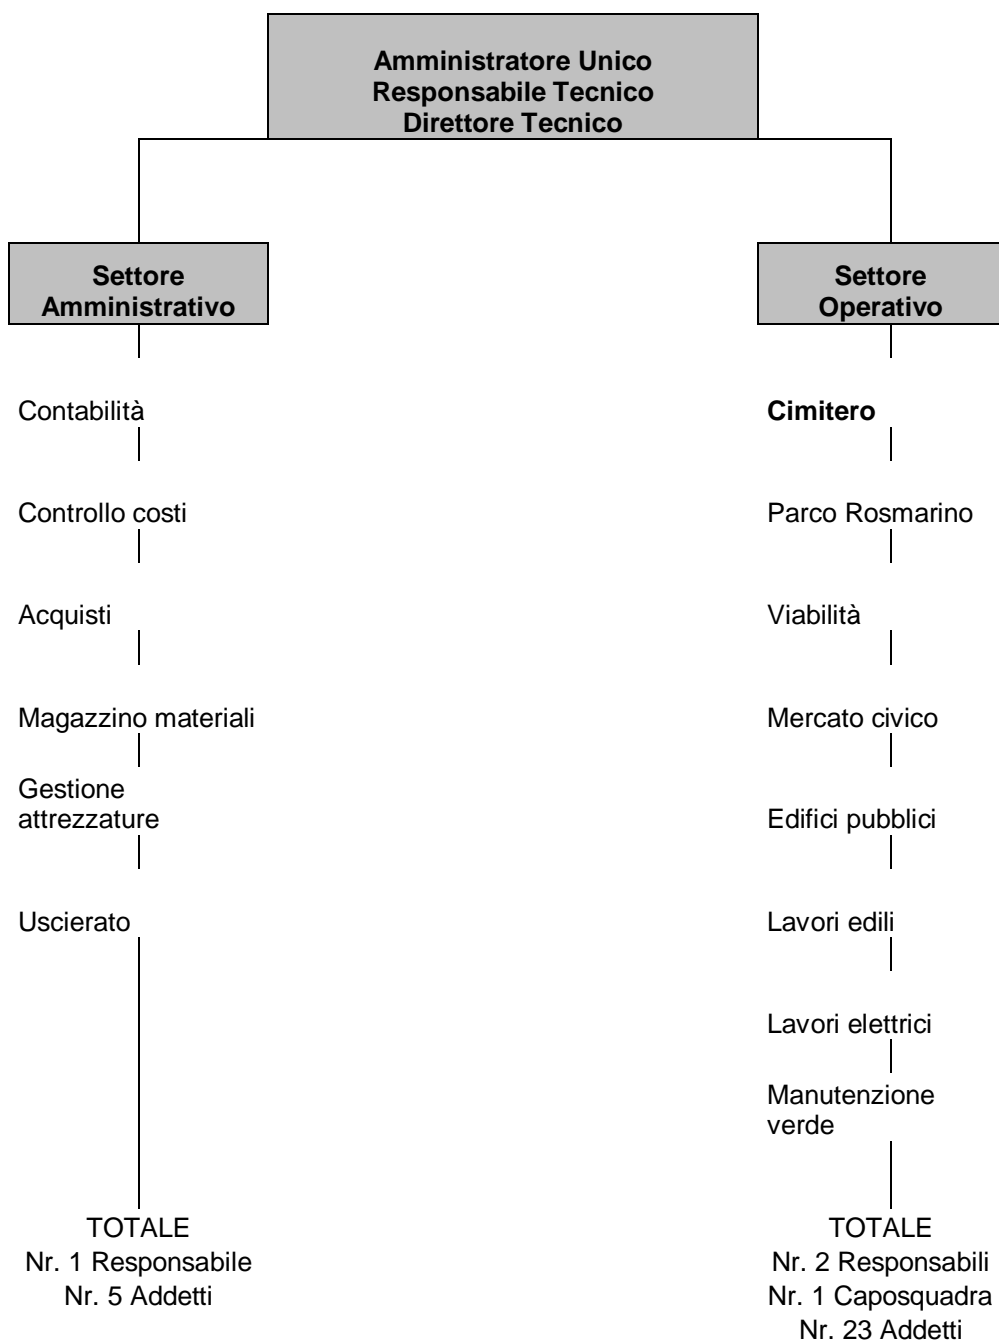 Amministratore Unico
Responsabile Tecnico
Direttore Tecnico
Settore
Amministrativo
Contabilità
Controllo costi
Acquisti
Magazzino materiali
Gestione
attrezzature
Uscierato
TOTALE
Nr. 1 Responsabile
Nr. 5 Addetti
Settore
Operativo
Cimitero
Parco Rosmarino
Viabilità
Mercato civico
Edifici pubblici
Lavori edili
Lavori elettrici
Manutenzione
verde
TOTALE
Nr. 2 Responsabili
Nr. 1 Caposquadra
Nr. 23 Addetti